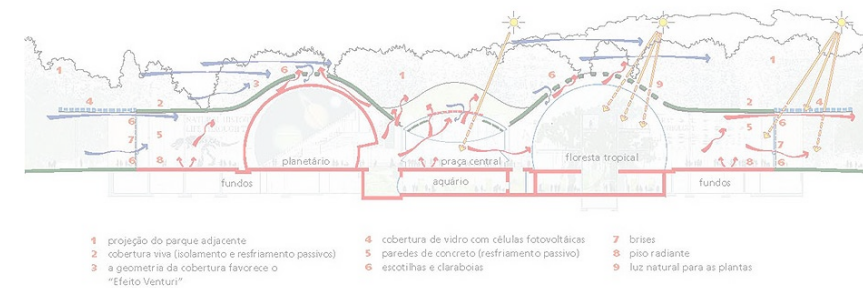 planetário
praça central
floresta tropical
fundos
aquário
fundos
1 projeção do parque adjacente
2 cobertura viva (isolamento e resfriamento passivos)
3 a geometria da cobertura favorece o
"Efeito Venturi"
4 cobertura de vidro com células fotovoltáicas
5 paredes de concreto (resfriamento passivo)
6 escotilhas e claraboias
7 brises
8 piso radiante
9 luz natural para as plantas